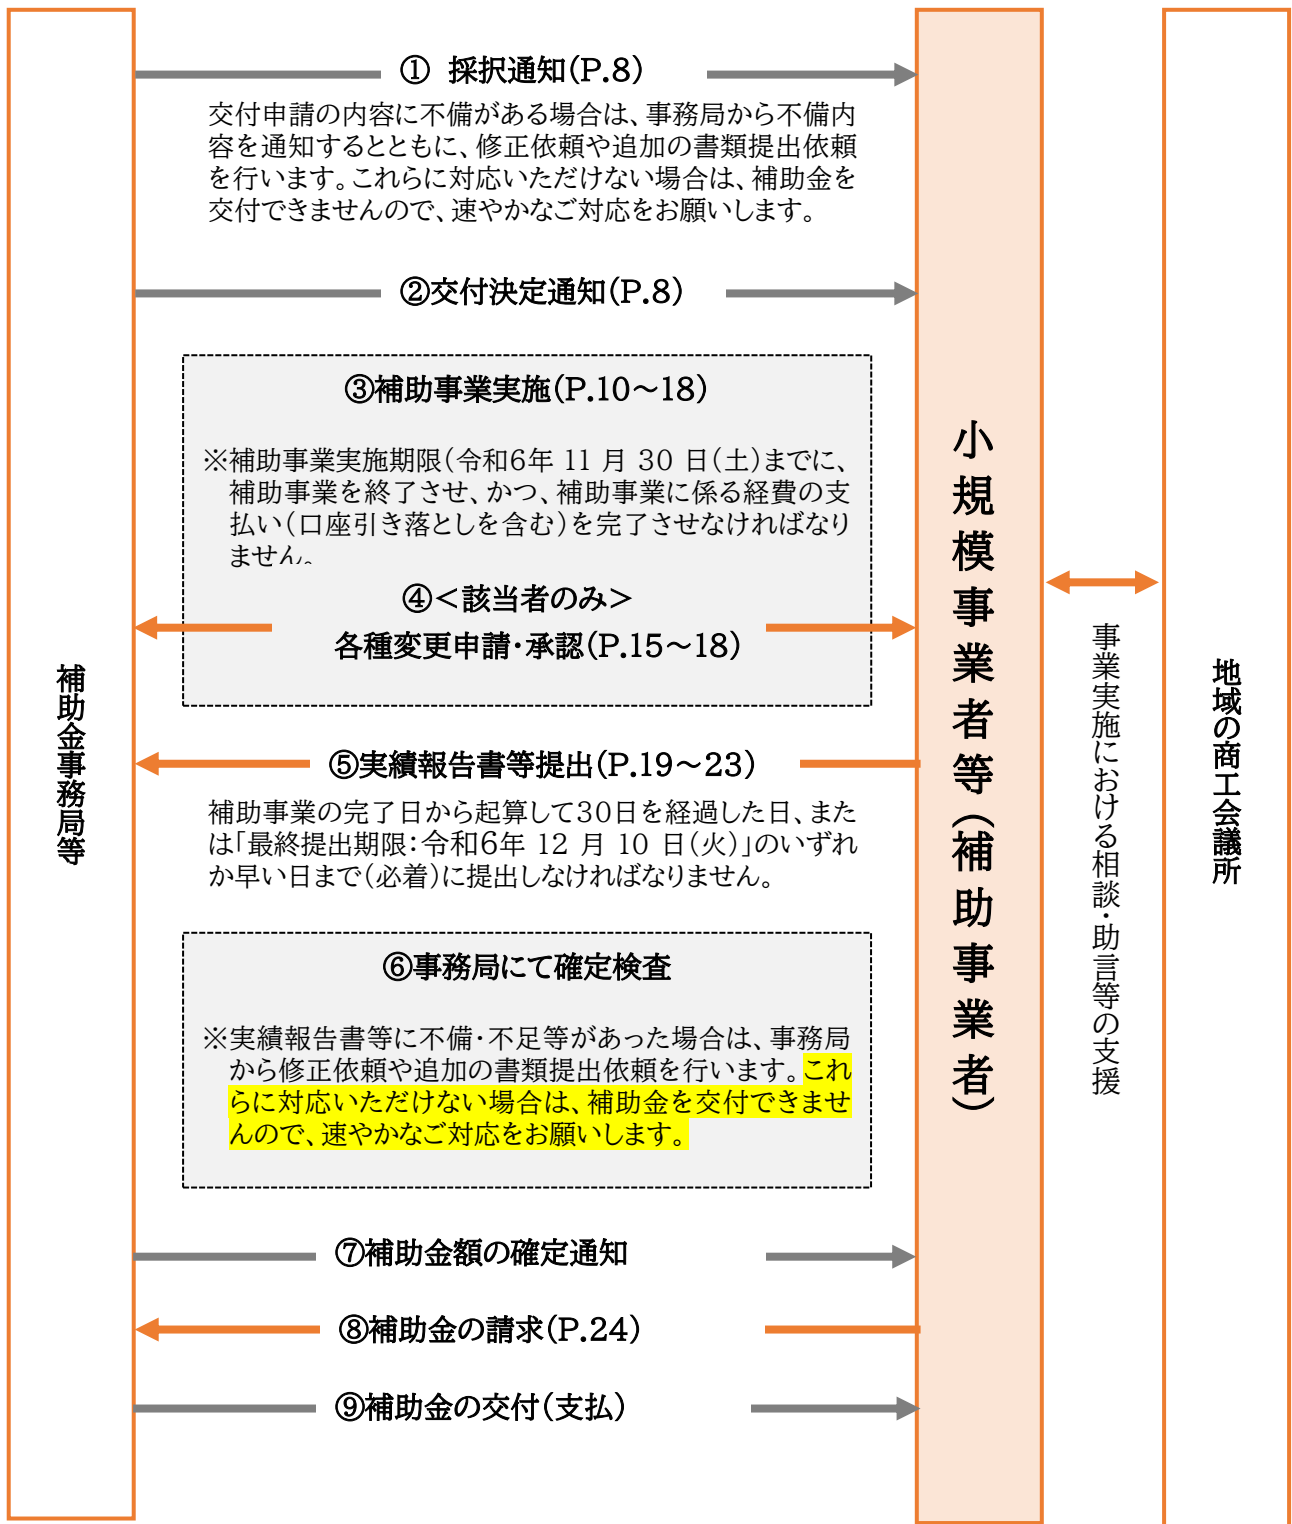 ① 採択通知(P.8)
交付申請の内容に不備がある場合は、事務局から不備内
容を通知するとともに、修正依頼や追加の書類提出依頼
を行います。これらに対応いただけない場合は、補助金を
交付できませんので、速やかなご対応をお願いします。
②交付決定通知(P.8)
③補助事業実施(P.10～18)
※補助事業実施期限(令和6年 11 月 30 日(土)までに、
補助事業を終了させ、かつ、補助事業に係る経費の支
払い(口座引き落としを含む)を完了させなければなり
ません。
④<該当者のみ>
各種変更申請・承認(P.15～18)
⑤実績報告書等提出(P.19～23)
補助事業の完了日から起算して30日を経過した日、また
は「最終提出期限：令和6年 12 月 10 日(火)」のいずれ
か早い日まで(必着)に提出しなければなりません。
⑥事務局にて確定検査
※実績報告書等に不備・不足等があった場合は、事務局
から修正依頼や追加の書類提出依頼を行います。これ
らに対応いただけない場合は、補助金を交付できませ
んので、速やかなご対応をお願いします。
⑦補助金額の確定通知
⑧補助金の請求(P.24)
⑨補助金の交付(支払)
補助金事務局等
小規模事業者等(補助事業者)
事業実施における相談・助言等の支援
地域の商工会議所